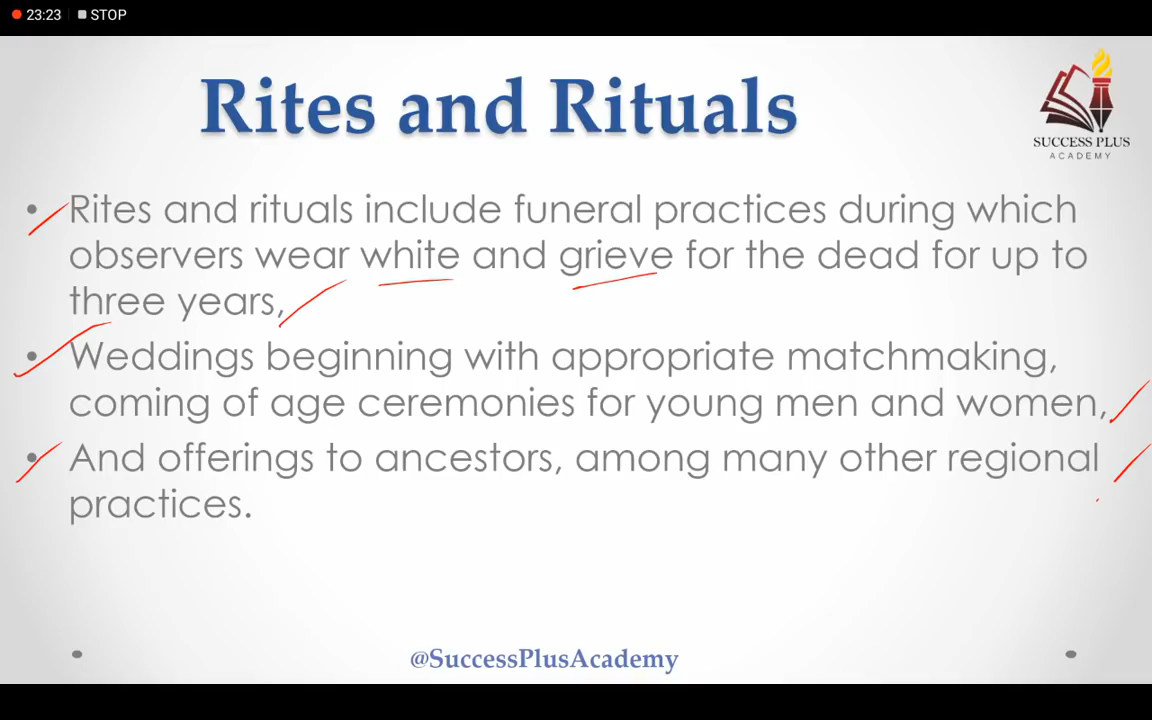 23:23 STOP
Rites and Rituals
SUCCESS PLUS
ACADEMY
• Rites and rituals include funeral practices during which
observers wear white and grieve for the dead for up to
three years,
• Weddings beginning with appropriate matchmaking,
coming of age ceremonies for young men and women,
• And offerings to ancestors, among many other regional
practices.
@SuccessPlusAcademy